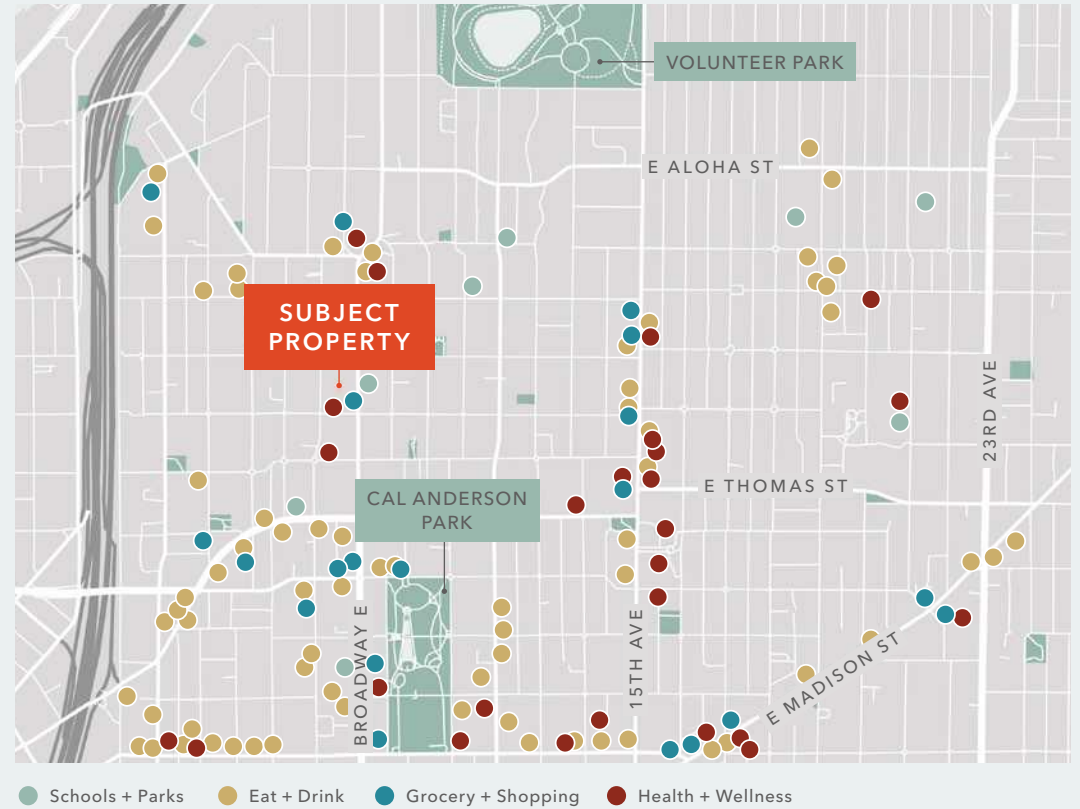 VOLUNTEER PARK
E ALOHA ST
SUBJECT
PROPERTY
23RD AVE
CAL ANDERSON
PARK
E THOMAS ST
BROADWAY E
15TH AVE
E MADISON ST
Schools + Parks
Eat + Drink
Grocery + Shopping
Health + Wellness